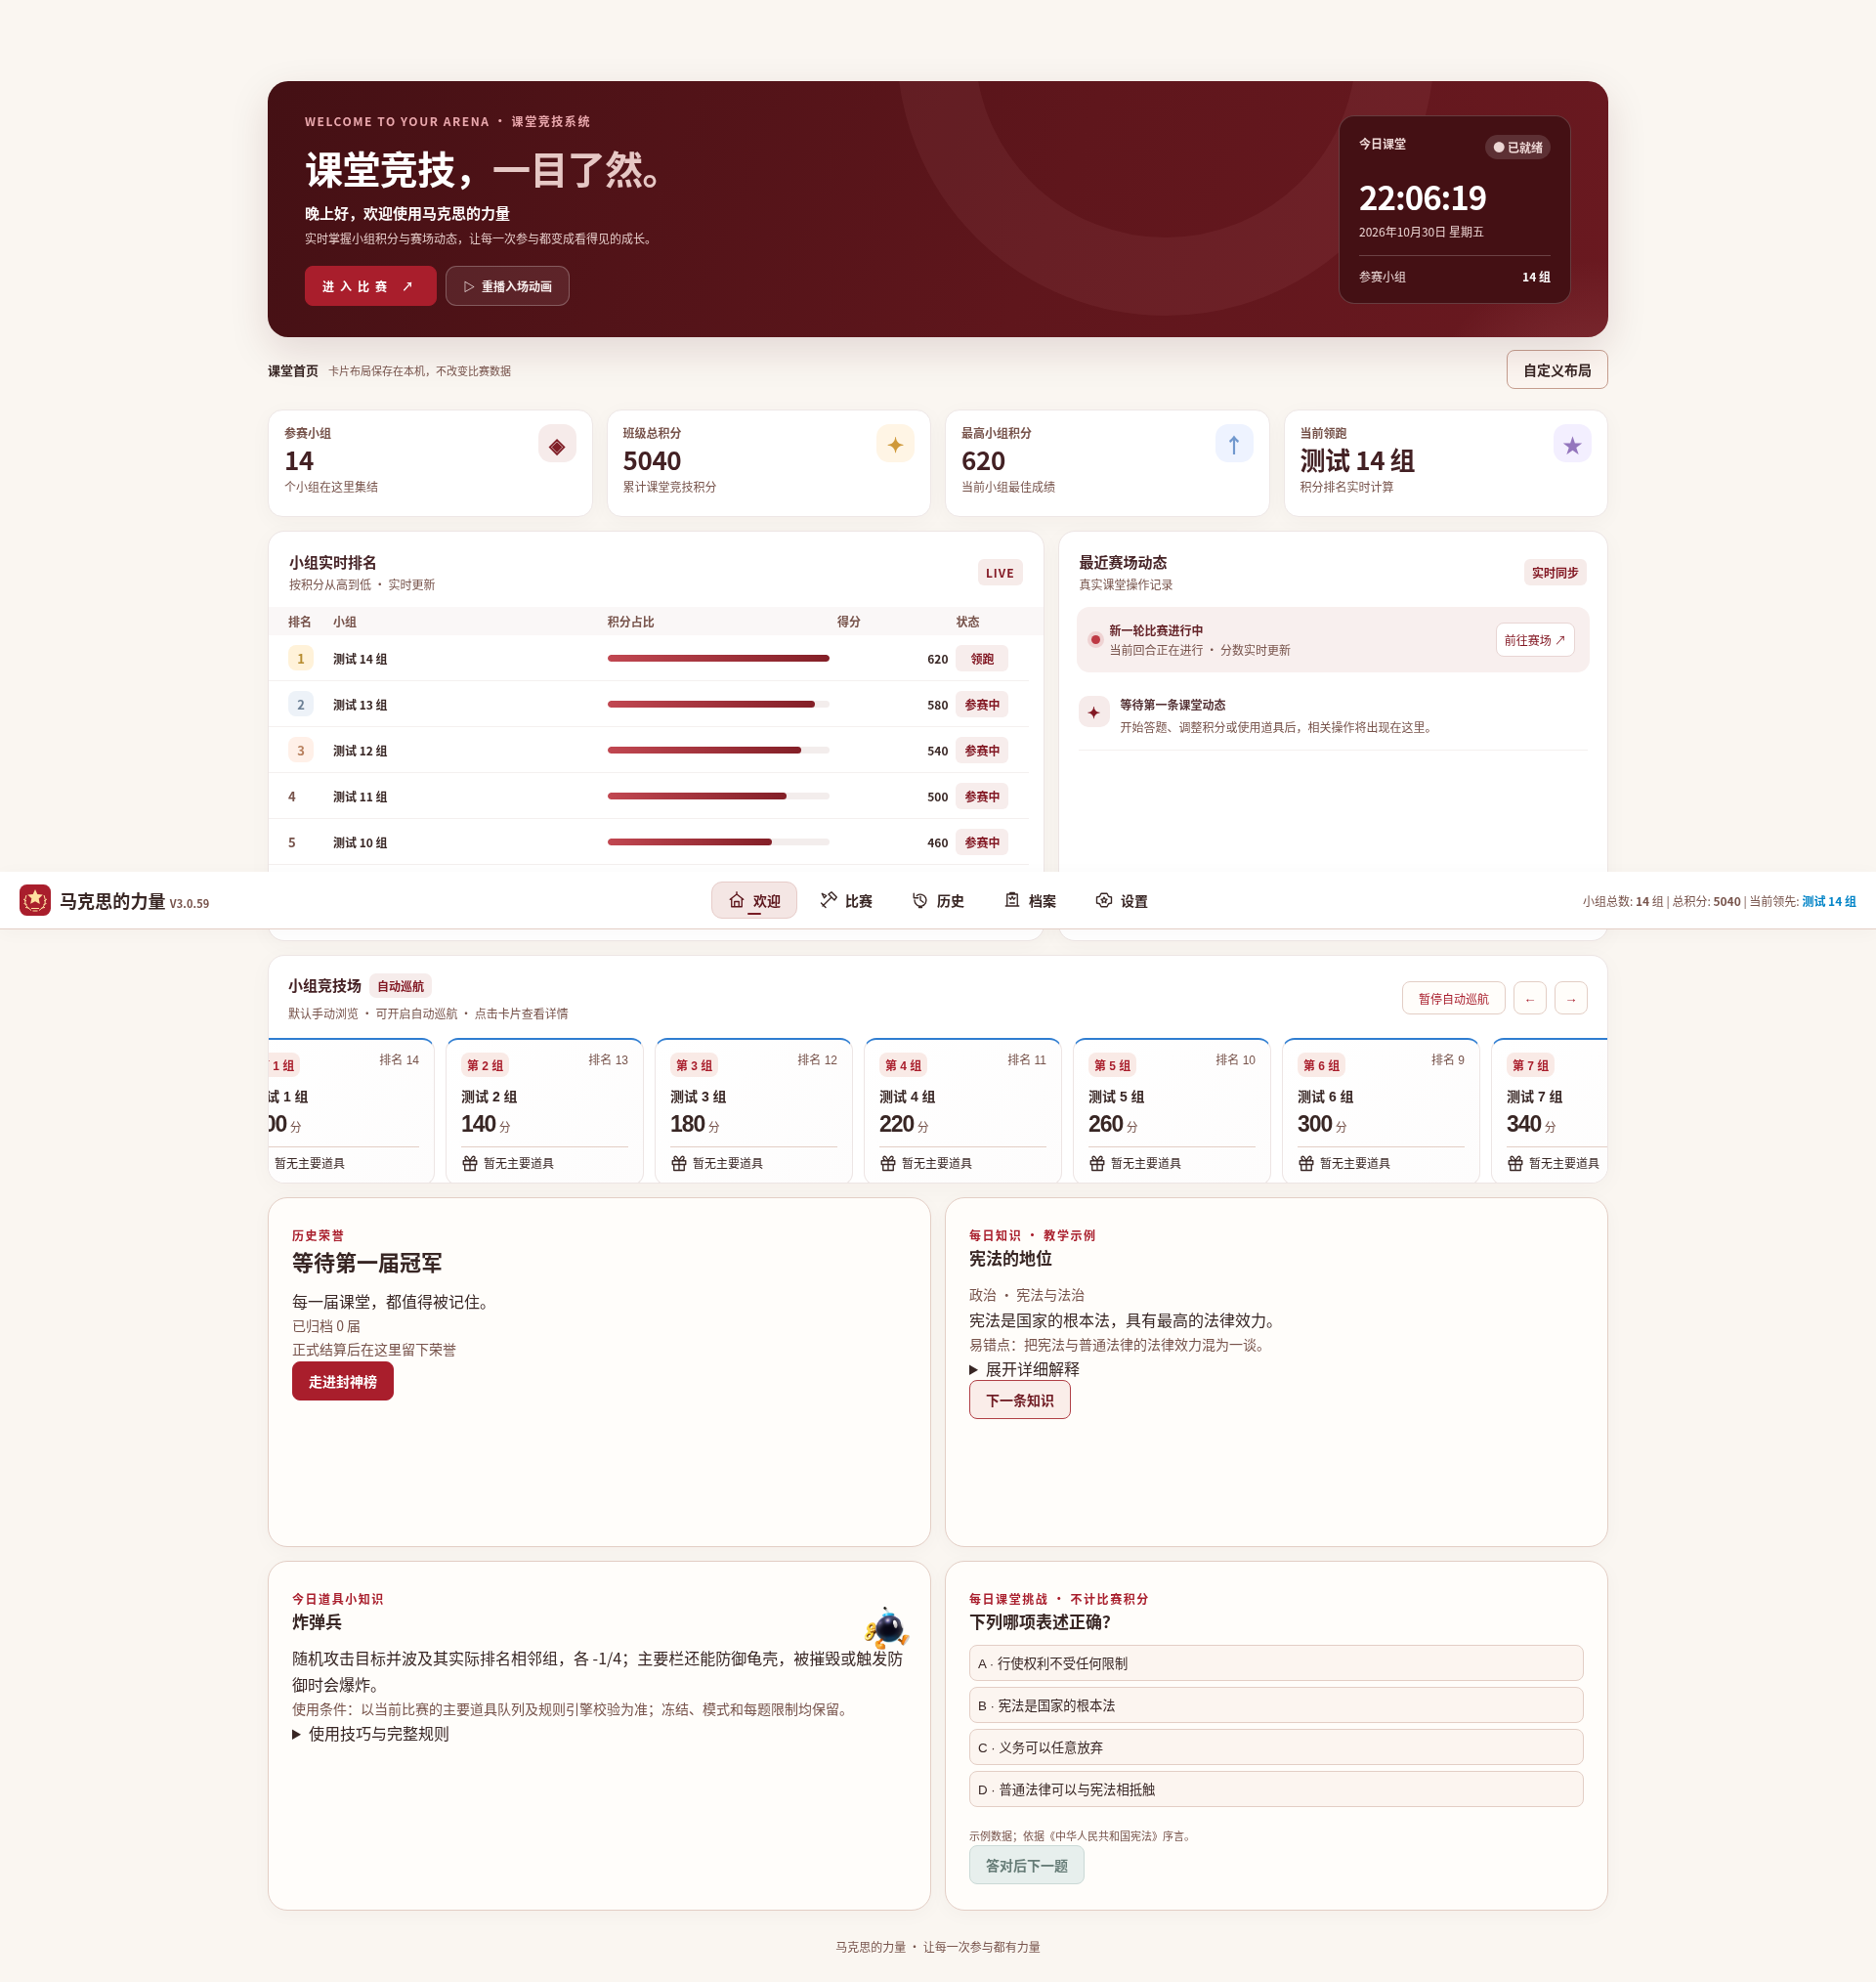 WELCOME TO YOUR ARENA · 课堂竞技系统
课堂竞技，一目了然。
晚上好，欢迎使用马克思的力量
实时掌握小组积分与赛场动态，让每一次参与都变成看得见的成长。
进入比赛 ↗
▷ 重播入场动画
今日课堂
已就绪
22:06:19
2026年10月30日 星期五
参赛小组 14 组
课堂首页 卡片布局保存在本机，不改变比赛数据
自定义布局
参赛小组
14
个小组在这里集结
班级总积分
5040
累计课堂竞技积分
最高小组积分
620
当前小组最佳成绩
当前领跑
测试 14 组
积分排名实时计算
小组实时排名
按积分从高到低 · 实时更新
LIVE
排名 小组 积分占比 得分 状态
1 测试 14 组 620 领跑
2 测试 13 组 580 参赛中
3 测试 12 组 540 参赛中
4 测试 11 组 500 参赛中
5 测试 10 组 460 参赛中
最近赛场动态
真实课堂操作记录
实时同步
新一轮比赛进行中
当前回合正在进行 · 分数实时更新
前往赛场 ↗
等待第一条课堂动态
开始答题、调整积分或使用道具后，相关操作将出现在这里。
马克思的力量 V3.0.59
欢迎 比赛 历史 档案 设置
小组总数: 14 组 | 总积分: 5040 | 当前领先: 测试 14 组
小组竞技场 自动巡航
默认手动浏览 · 可开启自动巡航 · 点击卡片查看详情
暂停自动巡航 ← →
1 组 排名 14
试 1 组
00 分
暂无主要道具
第 2 组 排名 13
测试 2 组
140 分
暂无主要道具
第 3 组 排名 12
测试 3 组
180 分
暂无主要道具
第 4 组 排名 11
测试 4 组
220 分
暂无主要道具
第 5 组 排名 10
测试 5 组
260 分
暂无主要道具
第 6 组 排名 9
测试 6 组
300 分
暂无主要道具
第 7 组
测试 7 组
340 分
暂无主要道具
历史荣誉
等待第一届冠军
每一届课堂，都值得被记住。
已归档 0 届
正式结算后在这里留下荣誉
走进封神榜
每日知识 · 教学示例
宪法的地位
政治 · 宪法与法治
宪法是国家的根本法，具有最高的法律效力。
易错点：把宪法与普通法律的法律效力混为一谈。
▶ 展开详细解释
下一条知识
今日道具小知识
炸弹兵
随机攻击目标并波及其实际排名相邻组，各 -1/4；主要栏还能防御龟壳，被摧毁或触发防
御时会爆炸。
使用条件：以当前比赛的主要道具队列及规则引擎校验为准；冻结、模式和每题限制均保留。
▶ 使用技巧与完整规则
每日课堂挑战 · 不计比赛积分
下列哪项表述正确？
A · 行使权利不受任何限制
B · 宪法是国家的根本法
C · 义务可以任意放弃
D · 普通法律可以与宪法相抵触
示例数据；依据《中华人民共和国宪法》序言。
答对后下一题
马克思的力量 · 让每一次参与都有力量